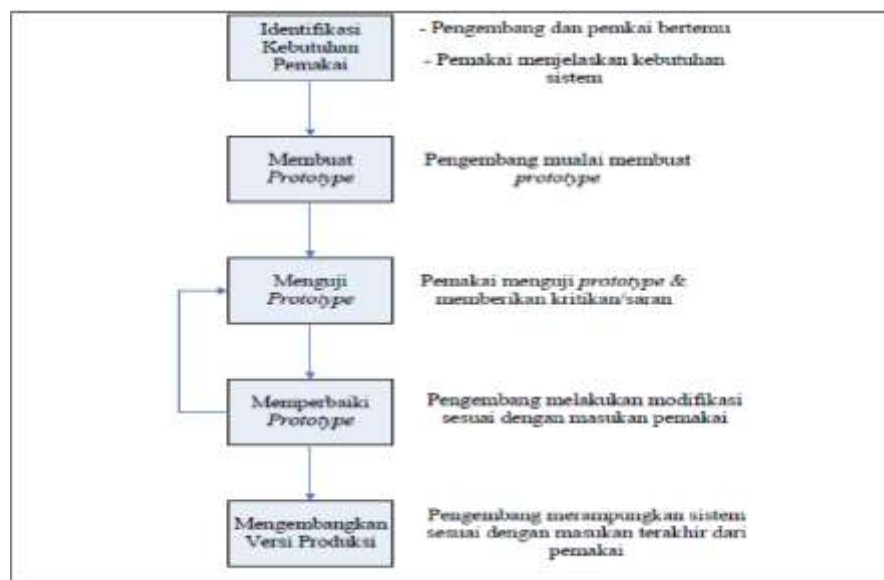 Identifikasi
Kebutuhan
Pemakai
- Pengembang dan pemkai bertemu
- Pemakai menjelaskan kebutuhan
sistem
Membuat
Prototype
Pengembang mualai membuat
prototype
Menguji
Prototype
Pemakai menguji prototype &
memberikan kritikan/saran
Memperbaiki
Prototype
Pengembang melakukan modifikasi
sesuai dengan masukan pemakai
Mengembangkan
Versi Produksi
Pengembang merampungkan sistem
sesuai dengan masukan terakhir dari
pemakai